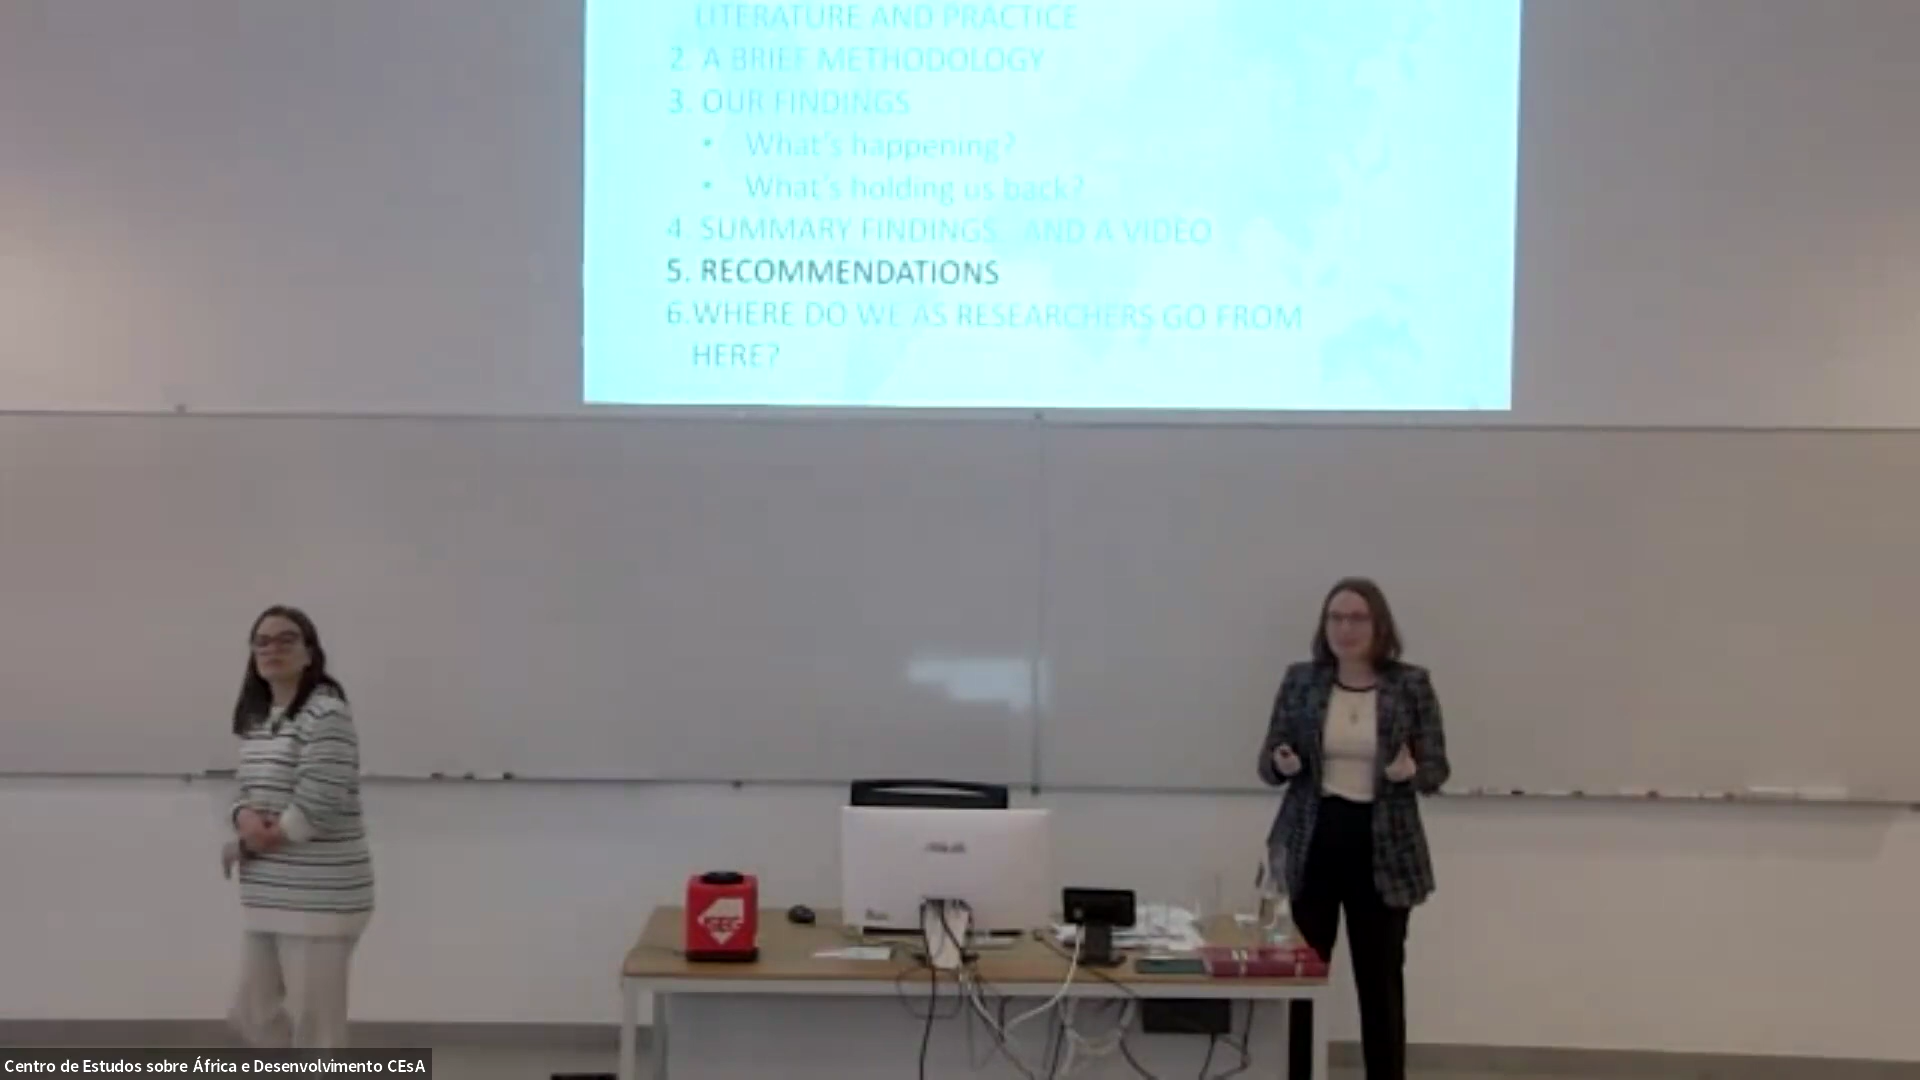 LITERATURE AND PRACTICE
2. A BRIEF METHODOLOGY
3. OUR FINDINGS
• What's happening?
• What's holding us back?
4. SUMMARY FINDINGS...AND A VIDEO
5. RECOMMENDATIONS
6.WHERE DO WE AS RESEARCHERS GO FROM
HERE?
ASUS
ISEG
Centro de Estudos sobre África e Desenvolvimento CEsA